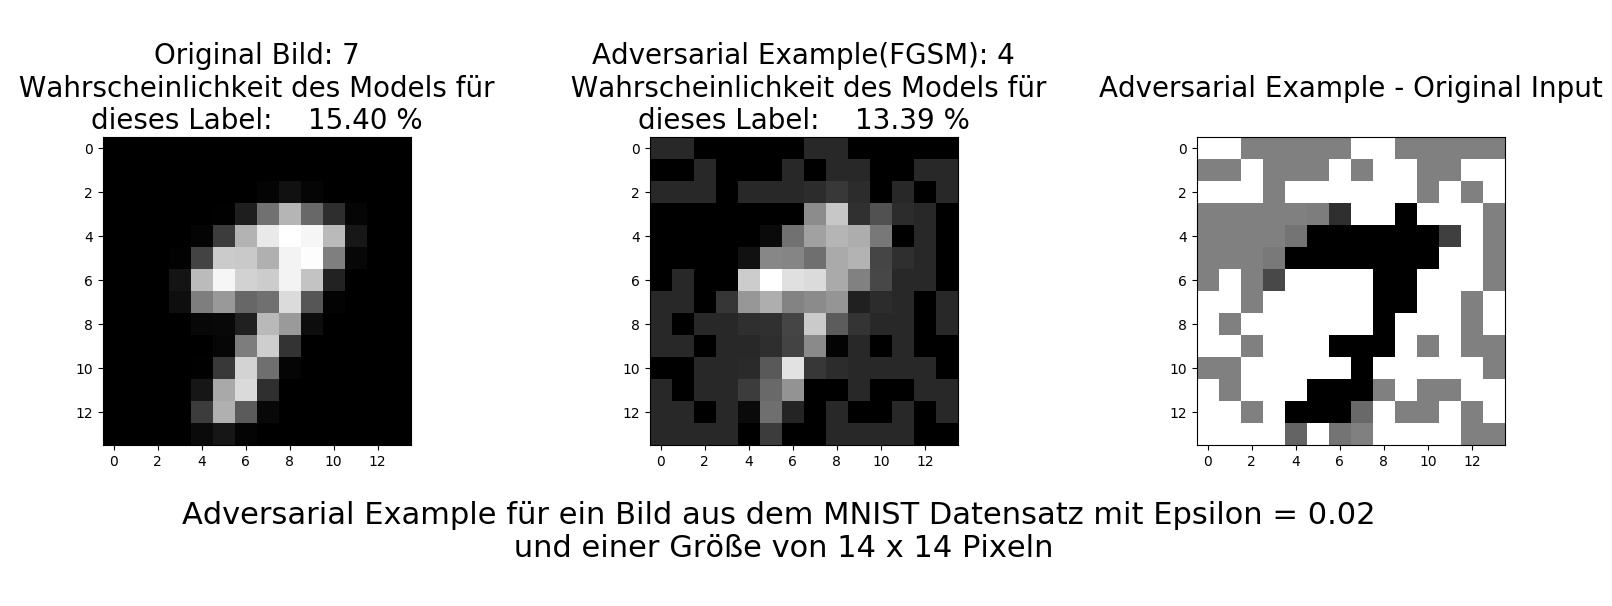 Original Bild: 7
Wahrscheinlichkeit des Models für
dieses Label: 15.40 %
Adversarial Example(FGSM): 4
Wahrscheinlichkeit des Models für
dieses Label: 13.39 %
Adversarial Example - Original Input
0
2
4
6
8
10
12
0 2 4 6 8 10 12
0
2
4
6
8
10
12
0 2 4 6 8 10 12
0
2
4
6
8
10
12
0 2 4 6 8 10 12
Adversarial Example für ein Bild aus dem MNIST Datensatz mit Epsilon = 0.02
und einer Größe von 14 x 14 Pixeln